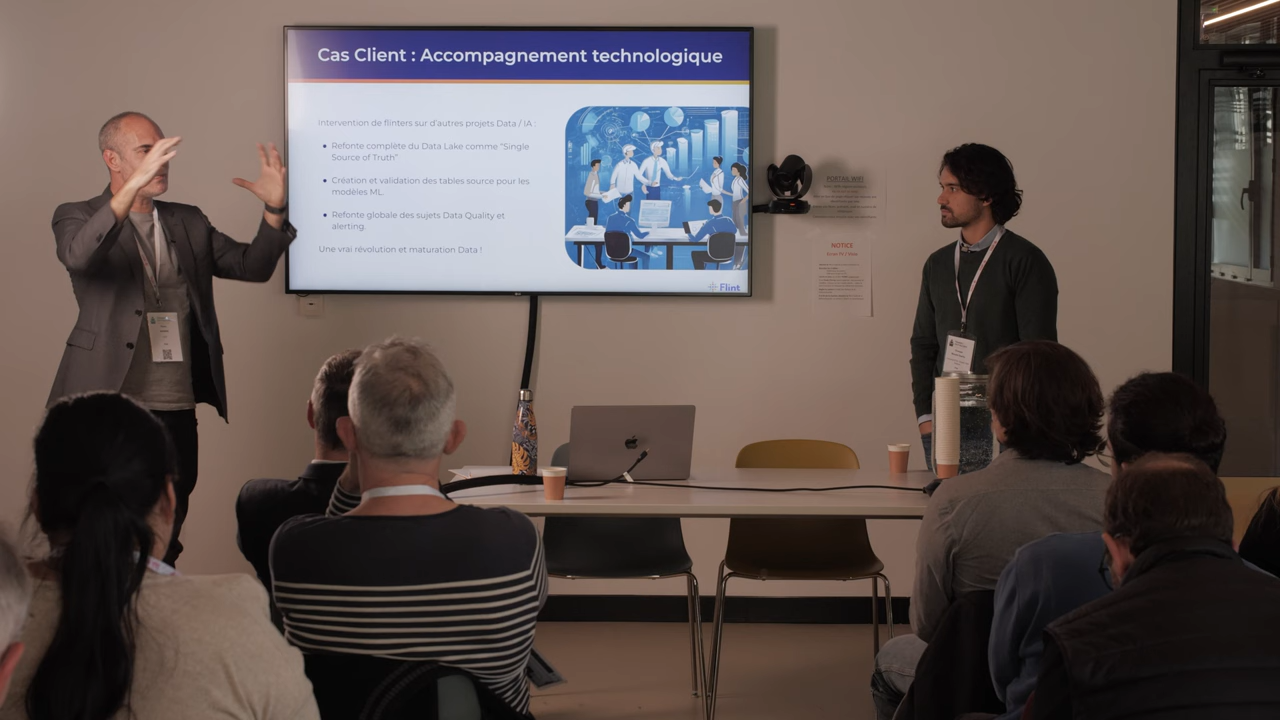 Cas Client : Accompagnement technologique
Intervention de flinters sur d'autres projets Data / IA :
• Refonte complète du Data Lake comme "Single
Source of Truth"
• Création et validation des tables source pour les
modèles ML.
• Refonte globale des sujets Data Quality et
alerting.
Une vrai révolution et maturation Data !
Flint
PORTAIL WIFI
NOTICE